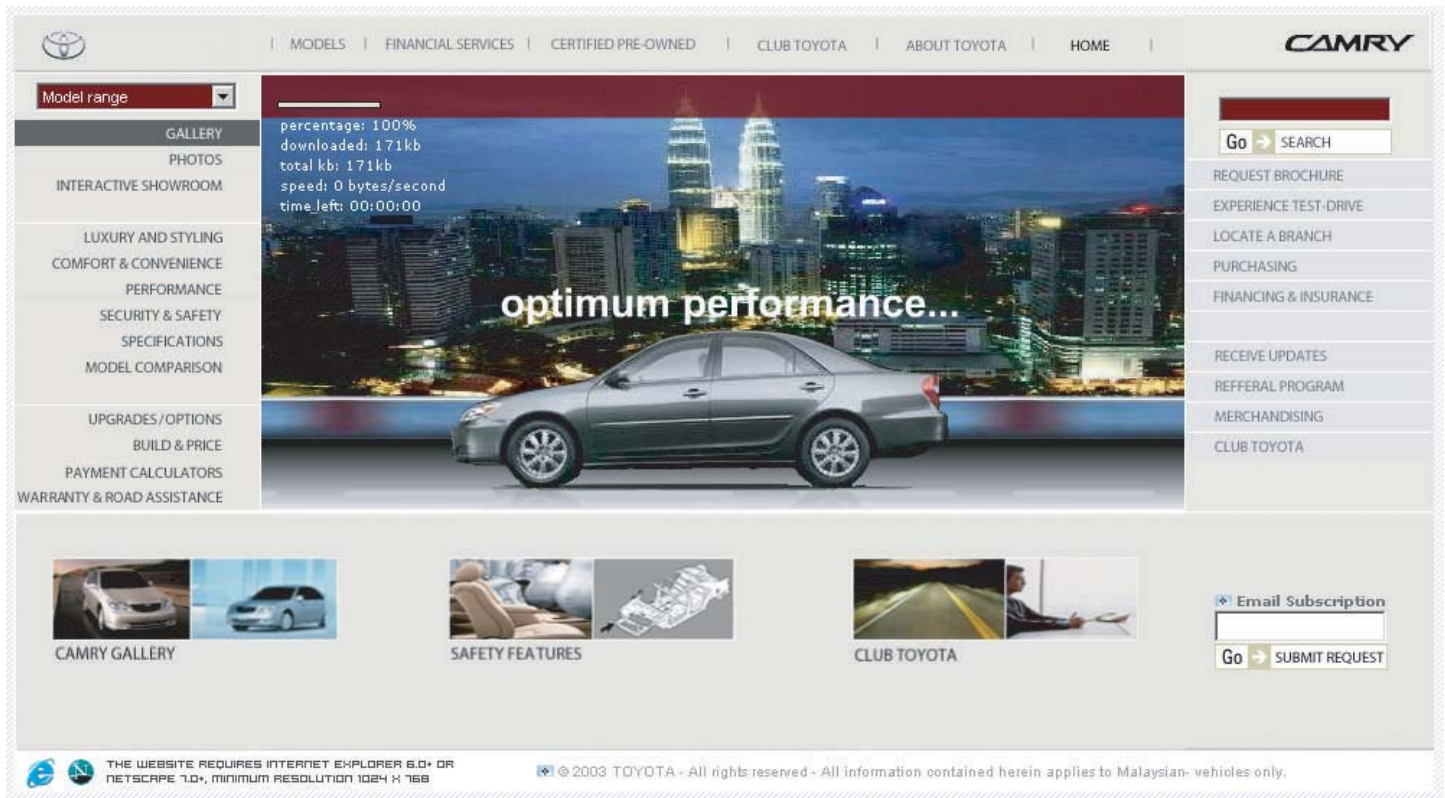 MODELS | FINANCIAL SERVICES | CERTIFIED PRE-OWNED | CLUB TOYOTA | ABOUT TOYOTA | HOME
CAMRY
Model range
GALLERY
PHOTOS
INTERACTIVE SHOWROOM
LUXURY AND STYLING
COMFORT & CONVENIENCE
PERFORMANCE
SECURITY & SAFETY
SPECIFICATIONS
MODEL COMPARISON
UPGRADES/OPTIONS
BUILD & PRICE
PAYMENT CALCULATORS
WARRANTY & ROAD ASSISTANCE
percentage: 100%
downloaded: 171kb
total kb: 171kb
speed: 0 bytes/second
time_left: 00:00:00
optimum performance...
Go SEARCH
REQUEST BROCHURE
EXPERIENCE TEST-DRIVE
LOCATE A BRANCH
PURCHASING
FINANCING & INSURANCE
RECEIVE UPDATES
REFFERAL PROGRAM
MERCHANDISING
CLUB TOYOTA
CAMRY GALLERY
SAFETY FEATURES
CLUB TOYOTA
Email Subscription
Go SUBMIT REQUEST
THE WEBSITE REQUIRES INTERNET EXPLORER 6.0+ OR
NETSCAPE 7.0+, MINIMUM RESOLUTION 1024 X 768
© 2003 TOYOTA - All rights reserved - All information contained herein applies to Malaysian- vehicles only.